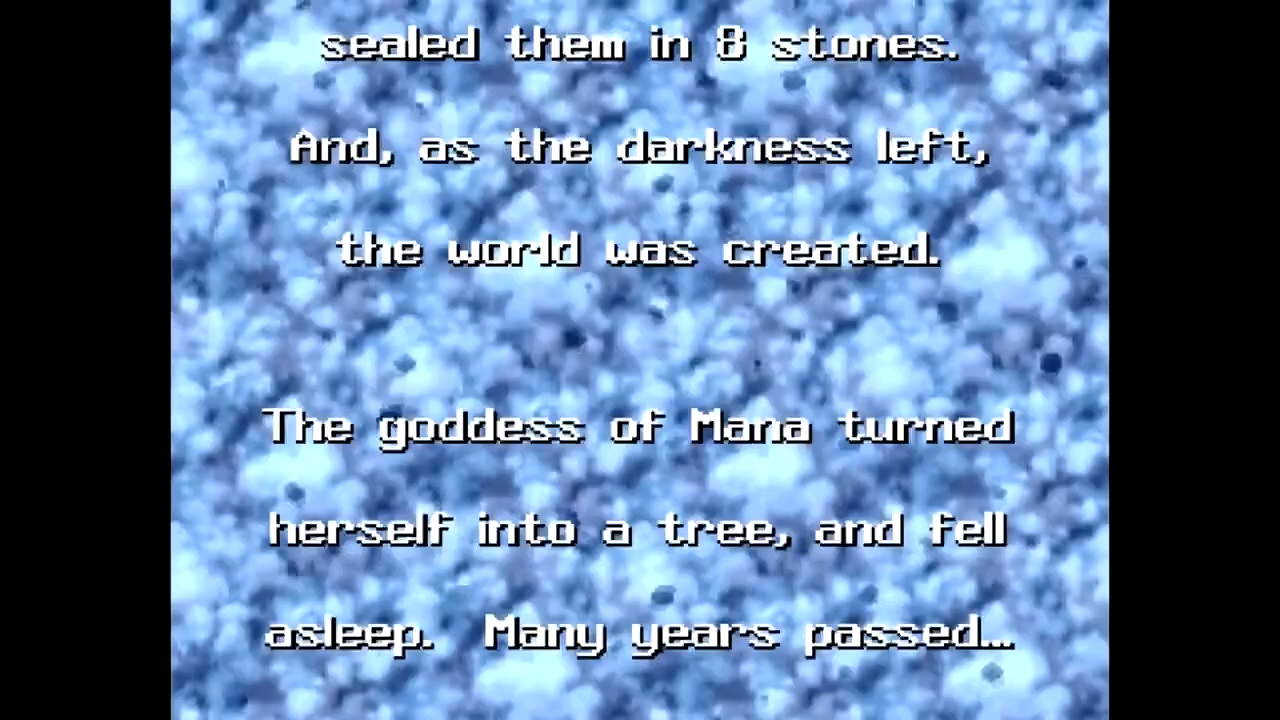 sealed them in 8 stones.
And, as the darkness left,
the world was created.
The goddess of Mana turned
herself into a tree, and fell
asleep. Many years passed...